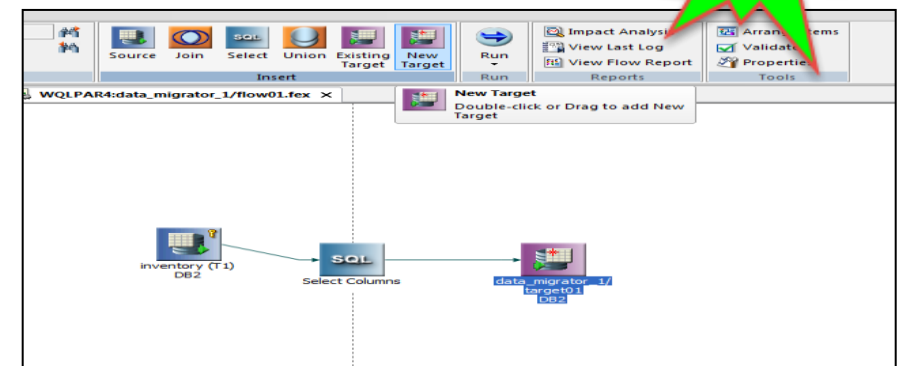 Source Join Select Union Existing Target New Target
Insert
Run
Run
Impact Analysis
View Last Log
View Flow Report
Reports
Arrange Items
Validate
Properties
Tools
WQLPAR4:data_migrator_1/flow01.fex ×
New Target
Double-click or Drag to add New
Target
inventory (T1)
DB2
SQL
Select Columns
data_migrator_1/
target01
DB2